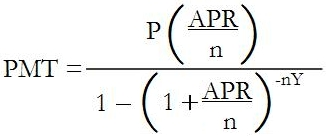 PMT = P ( APR / n ) / 1 − ( 1 + APR / n )^-nY